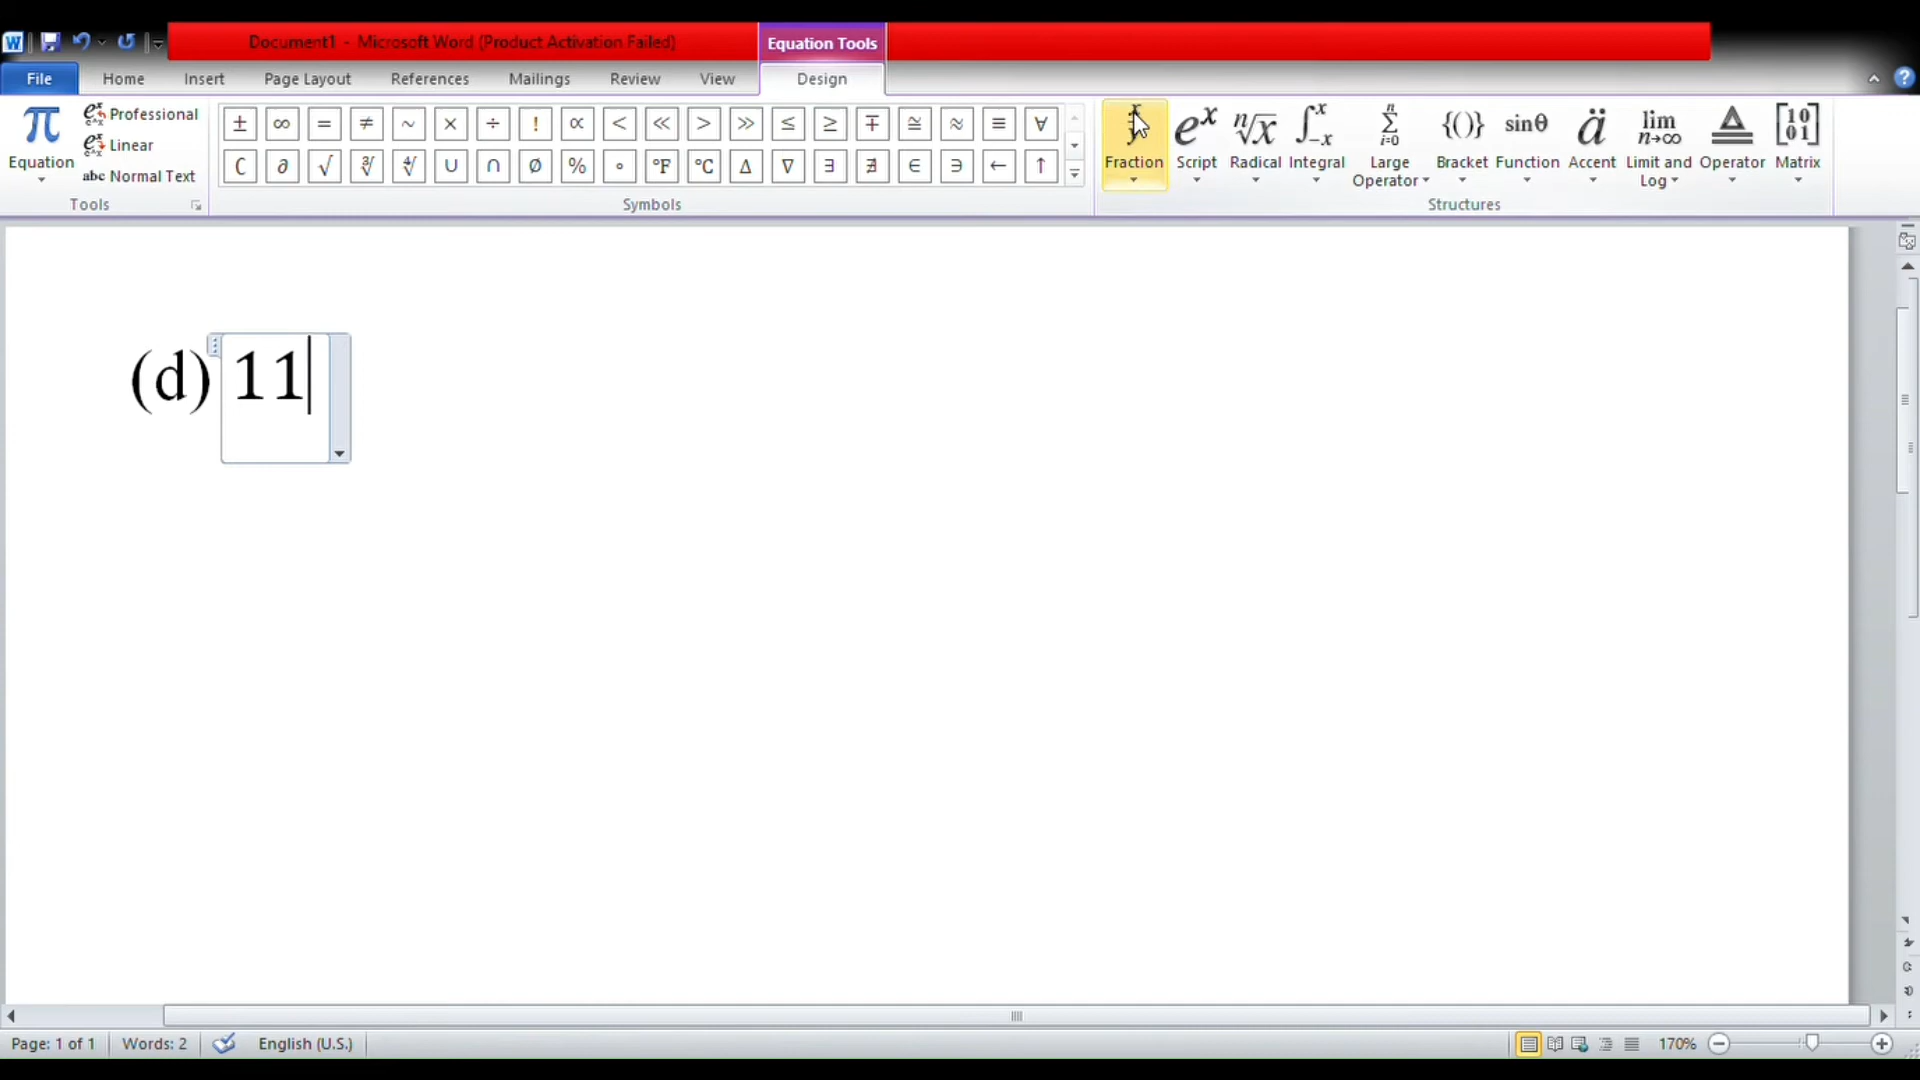 Document1 - Microsoft Word (Product Activation Failed)
Equation Tools
File Home Insert Page Layout References Mailings Review View Design
π Equation
Professional
Linear
abc Normal Text
Tools
± ∞ = ≠ ~ × ÷ ! ∝ < ≪ > ≫ ≤ ≥ ∓ ≅ ≈ ≡ ∀
∁ ∂ √ ∛ ∜ ∪ ∩ ∅ % ° °F °C ∆ ∇ ∃ ∄ ∈ ∋ ← ↑
Symbols
Fraction Script Radical Integral Large Operator Bracket Function Accent Limit and Log Operator Matrix
Structures
(d) 11
Page: 1 of 1 Words: 2 English (U.S.) 170%